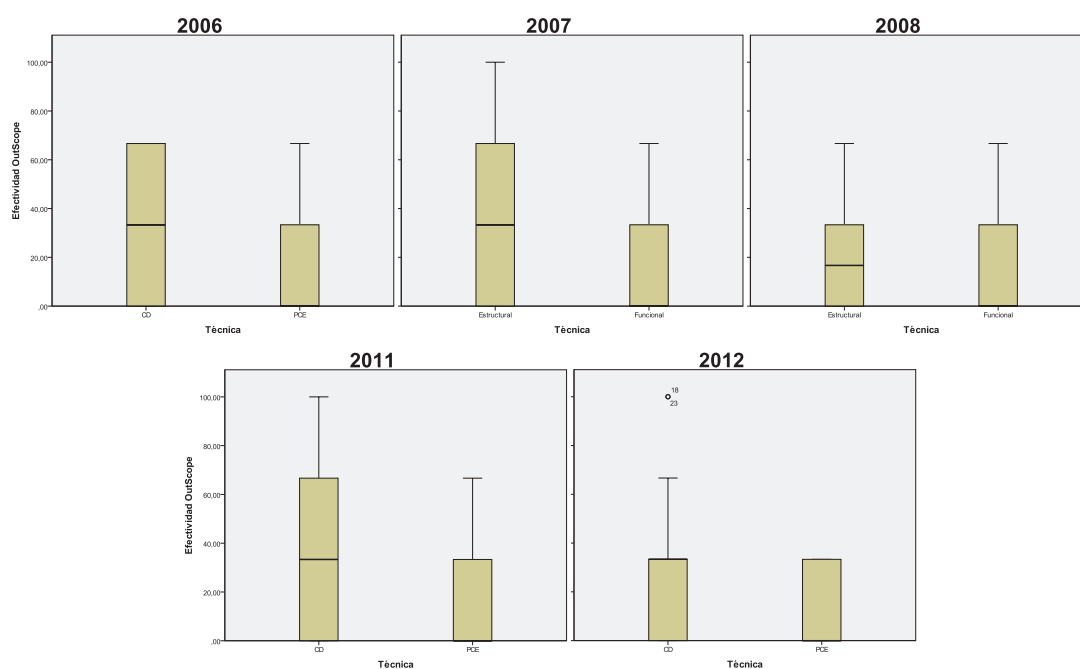 2006
2007
2008
Efectividad OutScope
100,00
80,00
60,00
40,00
20,00
,00
CD
PCE
Estructural
Funcional
Estructural
Funcional
Tècnica
Tècnica
Tècnica
2011
2012
Efectividad OutScope
100,00
80,00
60,00
40,00
20,00
,00
18
23
CD
PCE
CD
PCE
Tècnica
Tècnica